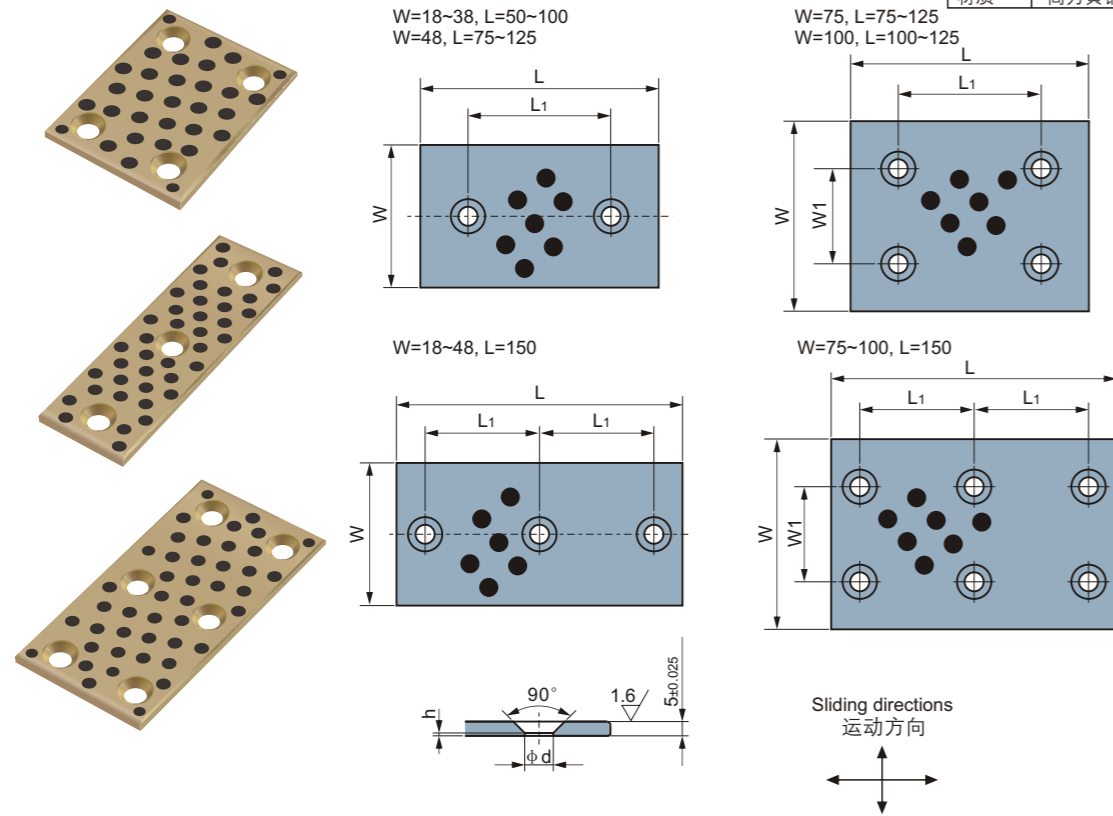 W=18~38, L=50~100
W=48, L=75~125
L
L1
W
W=75, L=75~125
W=100, L=100~125
L
L1
W
W1
W=18~48, L=150
L
L1
L1
W
W=75~100, L=150
L
L1
L1
W
W1
90°
1.6
5±0.025
h
ϕd
Sliding directions
运动方向